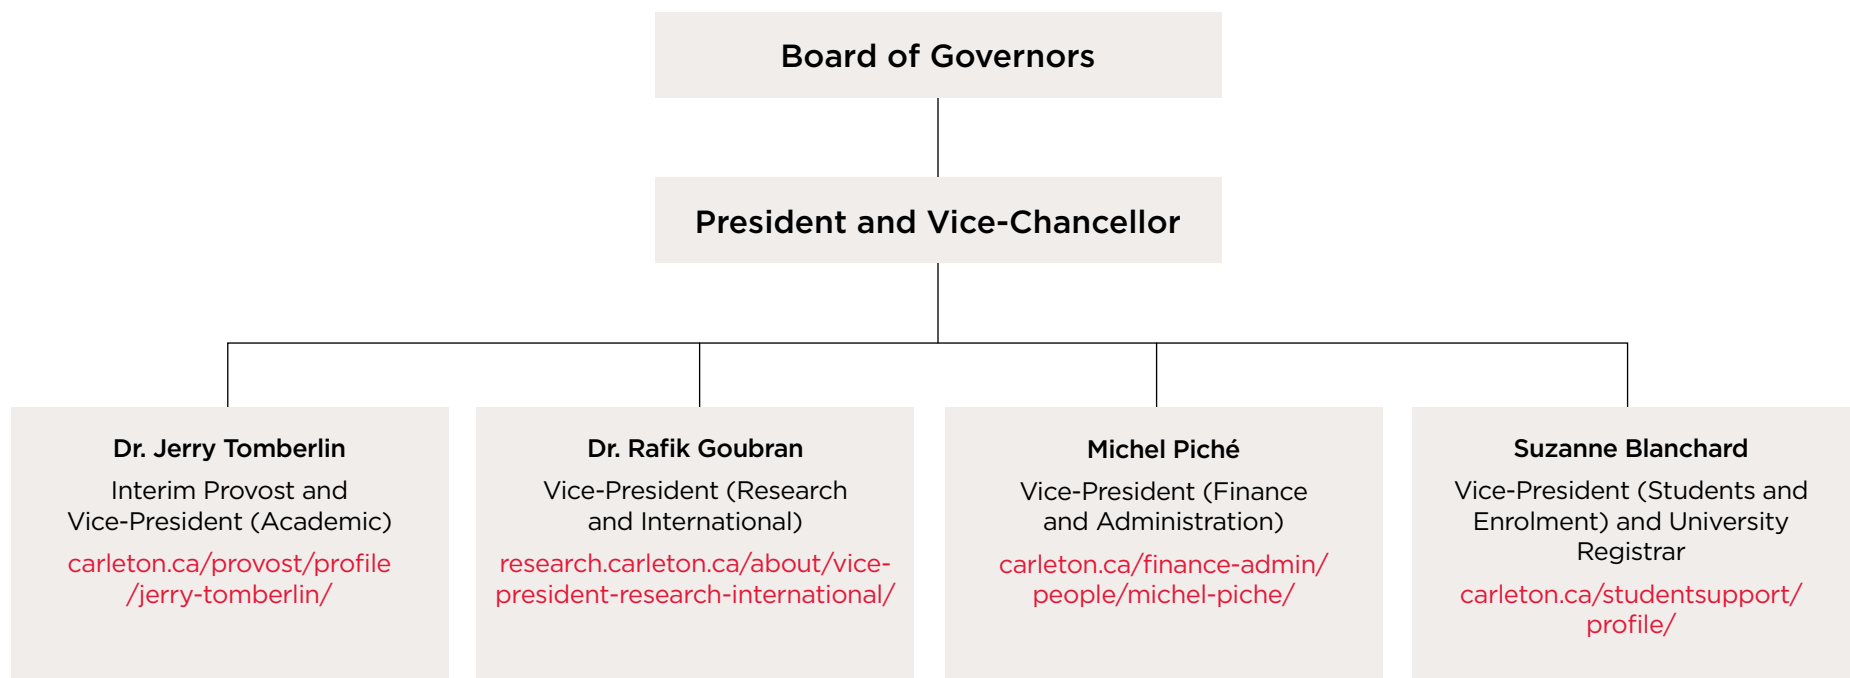 Board of Governors
President and Vice-Chancellor
Dr. Jerry Tomberlin
Interim Provost and
Vice-President (Academic)
carleton.ca/provost/profile
/jerry-tomberlin/
Dr. Rafik Goubran
Vice-President (Research
and International)
research.carleton.ca/about/vice-
president-research-international/
Michel Piché
Vice-President (Finance
and Administration)
carleton.ca/finance-admin/
people/michel-piche/
Suzanne Blanchard
Vice-President (Students and
Enrolment) and University
Registrar
carleton.ca/studentsupport/
profile/